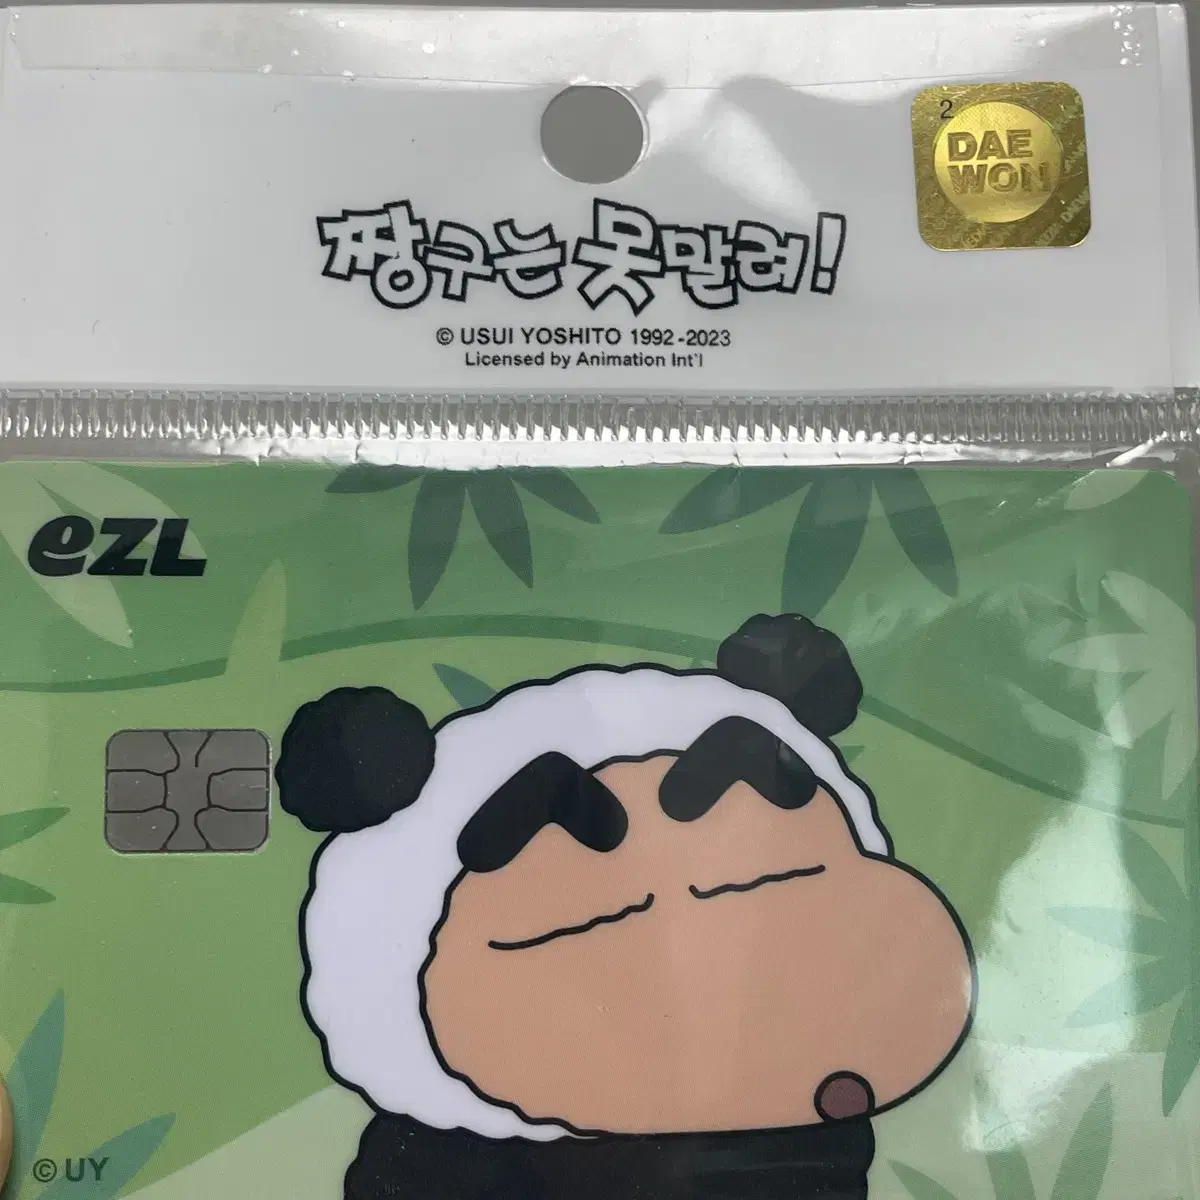 2
DAE
WON
짱구는 못말려!
© USUI YOSHITO 1992-2023
Licensed by Animation Int'l
ezl
© UY